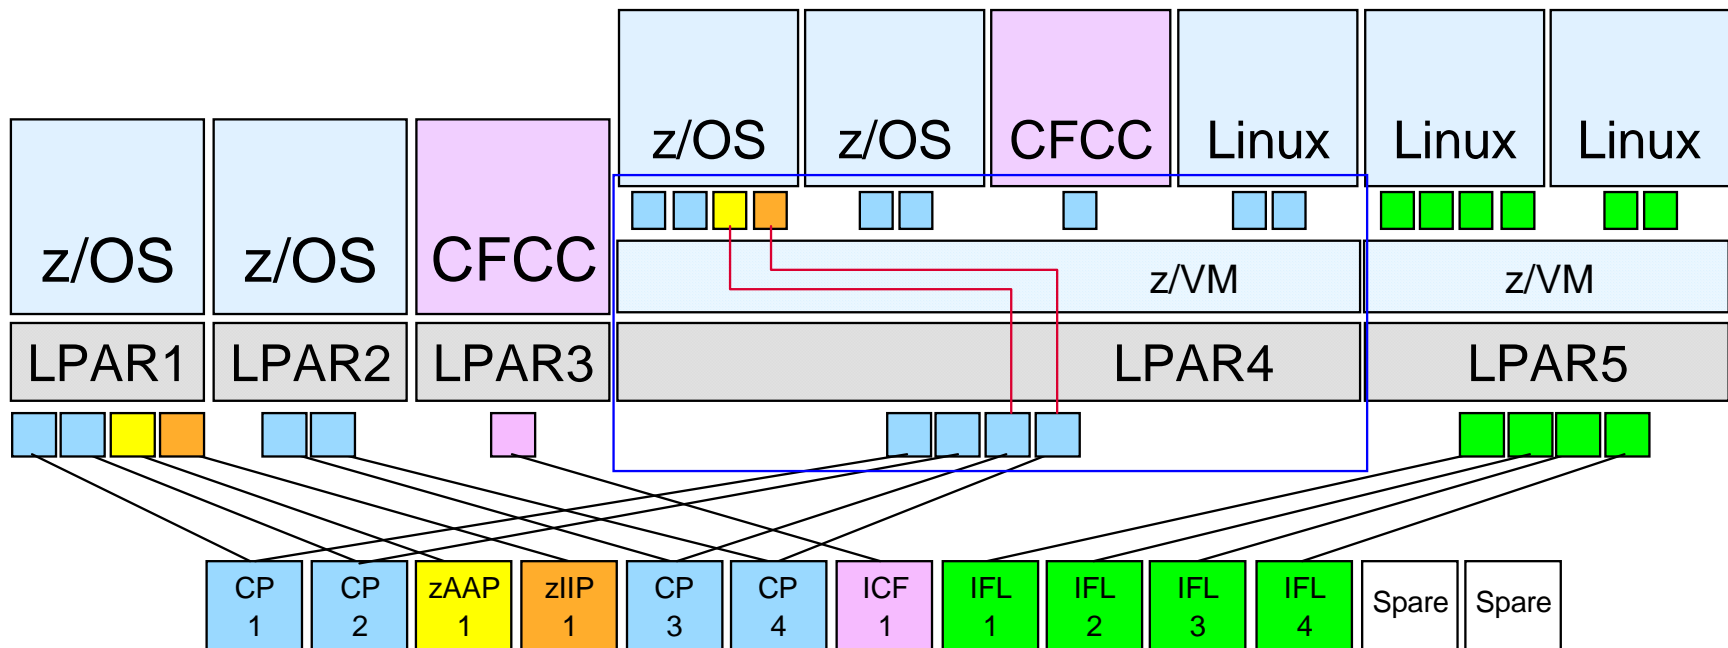 z/OS
z/OS
CFCC
Linux
Linux
Linux
z/OS
z/OS
CFCC
z/VM
z/VM
LPAR1
LPAR2
LPAR3
LPAR4
LPAR5
CP
1
CP
2
zAAP
1
zIIP
1
CP
3
CP
4
ICF
1
IFL
1
IFL
2
IFL
3
IFL
4
Spare
Spare